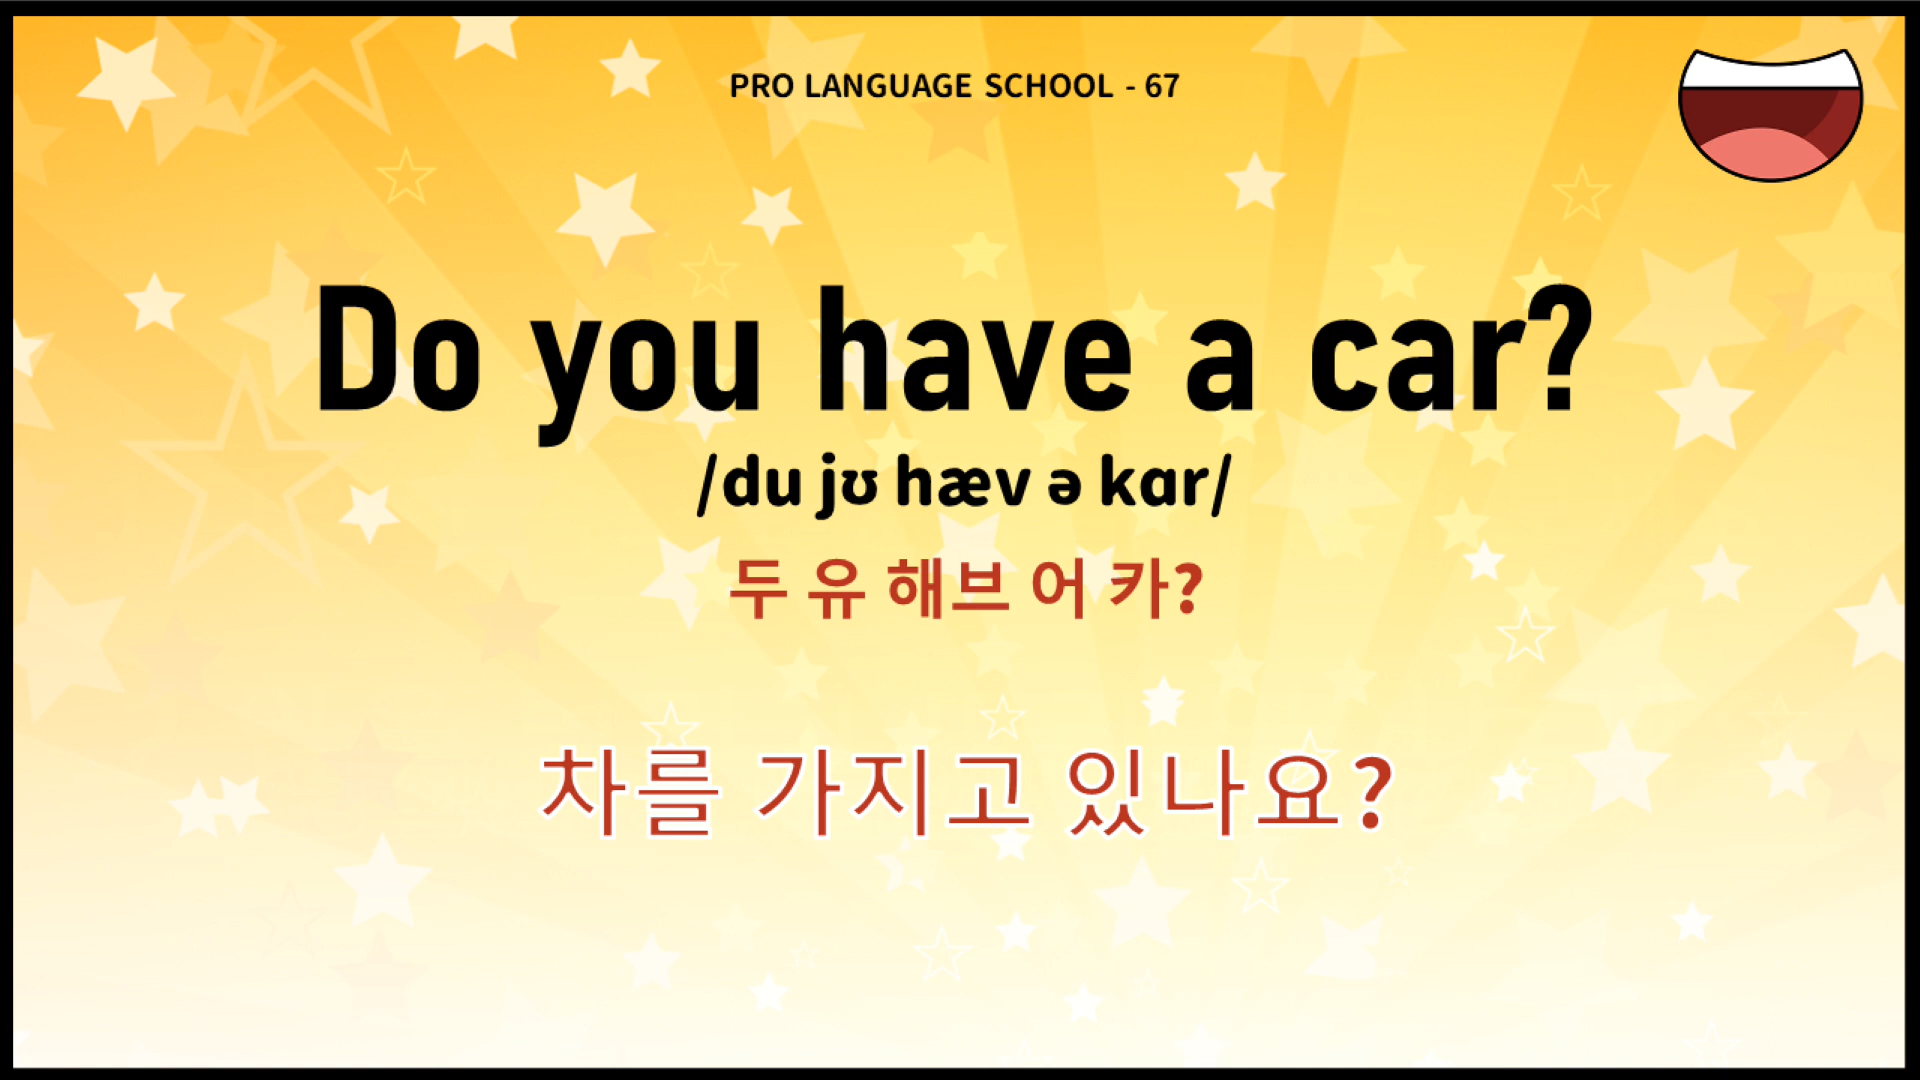 PRO LANGUAGE SCHOOL - 67
Do you have a car?
/du jʊ hæv ə kɑr/
두 유 해브 어 카?
차를 가지고 있나요?